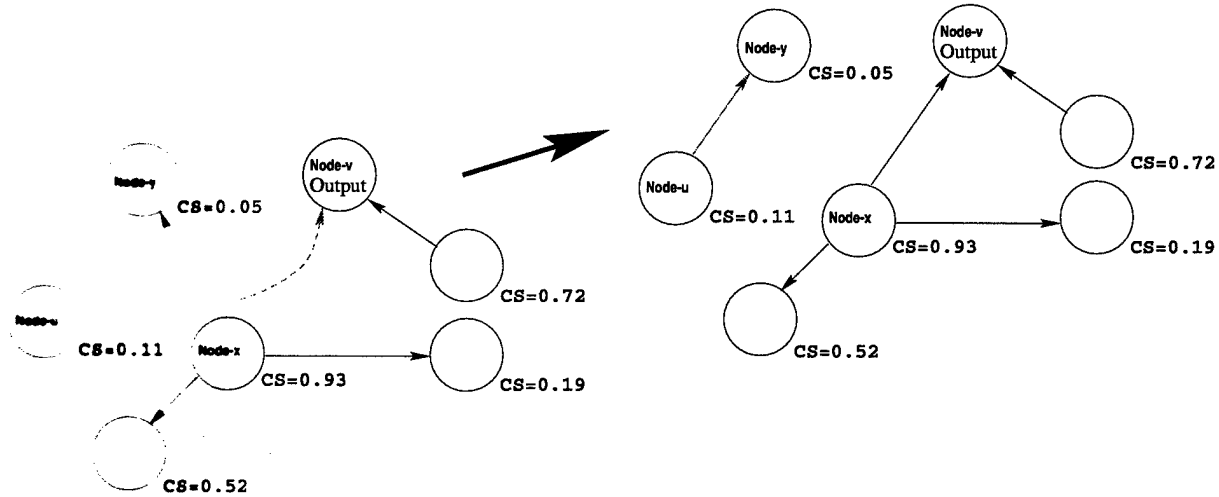 Node-y
CS=0.05
Node-v
Output
CS=0.72
Node-u
CS=0.11
Node-x
CS=0.93
CS=0.19
CS=0.52
Node-y
CS=0.05
Node-v
Output
CS=0.72
Node-u
CS=0.11
Node-x
CS=0.93
CS=0.19
CS=0.52